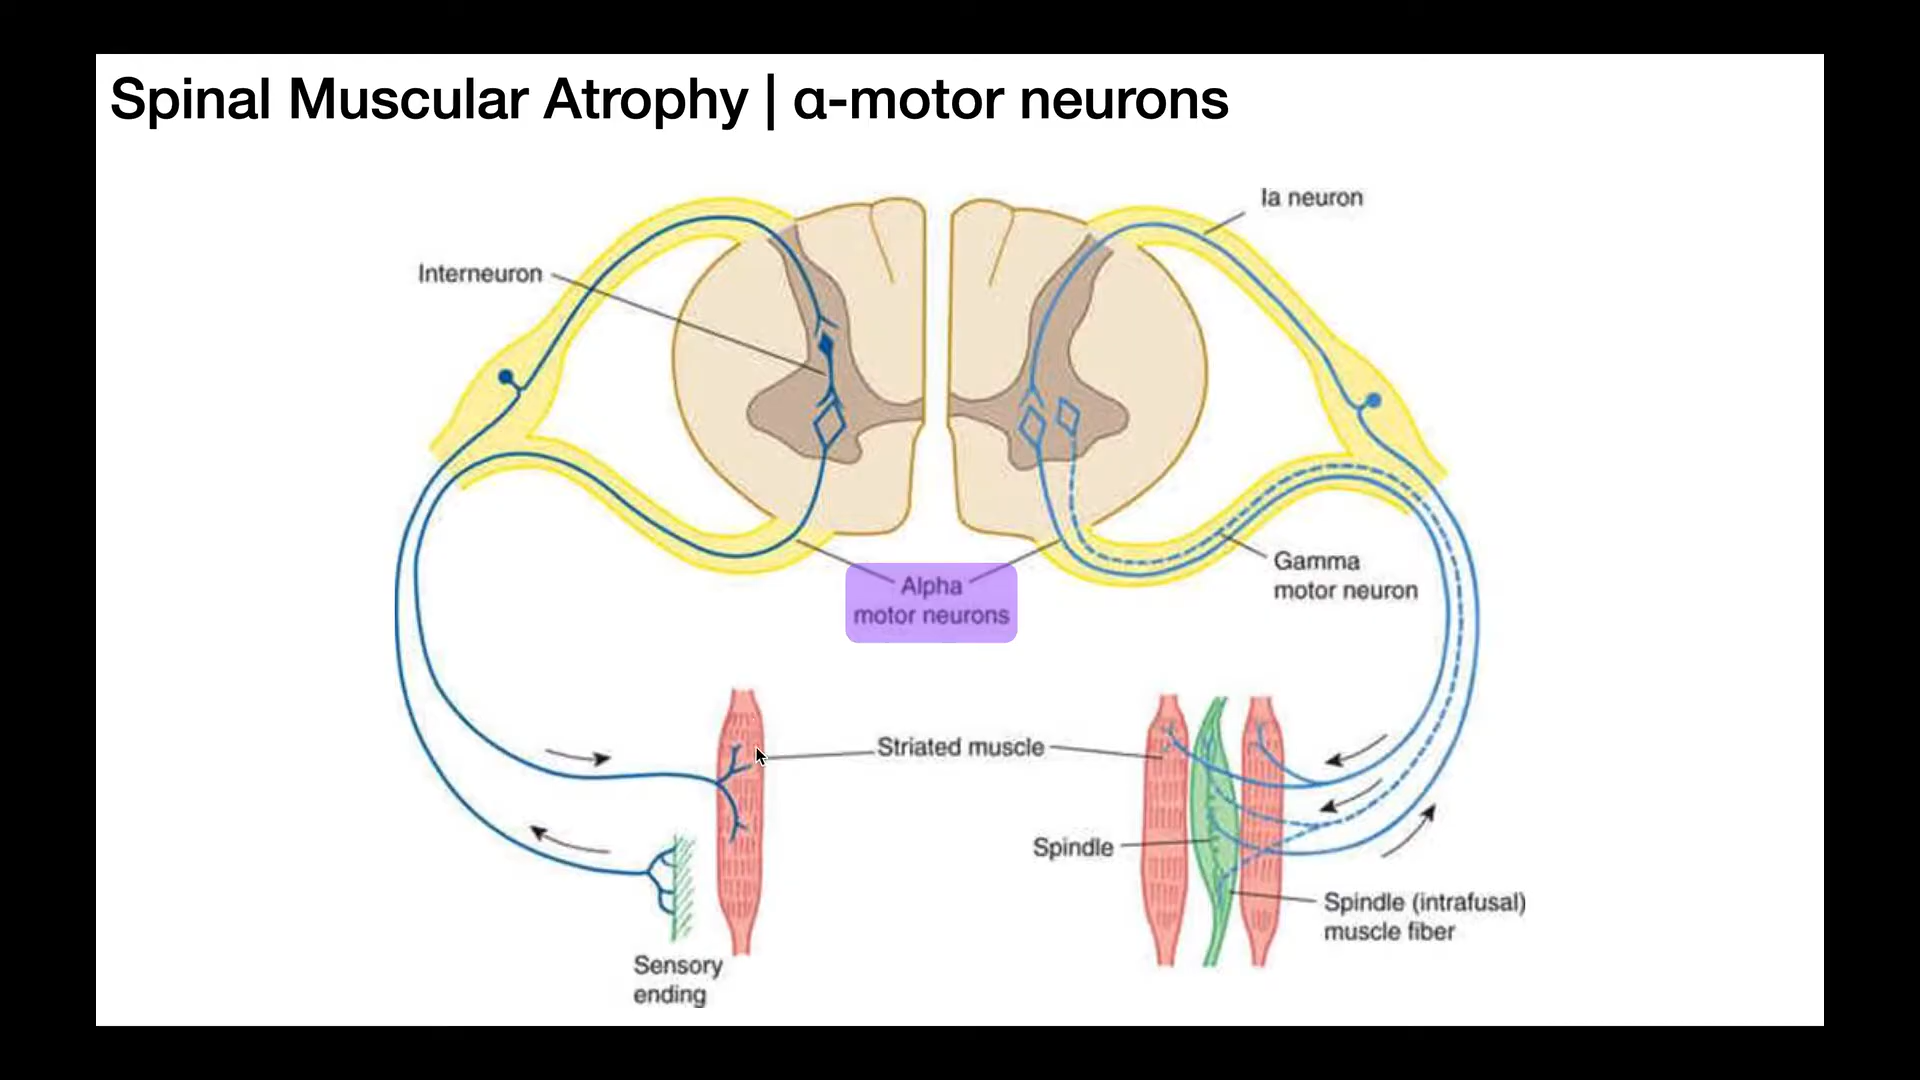 Spinal Muscular Atrophy | α-motor neurons
Ia neuron
Interneuron
Gamma
motor neuron
Alpha
motor neurons
Striated muscle
Spindle
Spindle (intrafusal)
muscle fiber
Sensory
ending